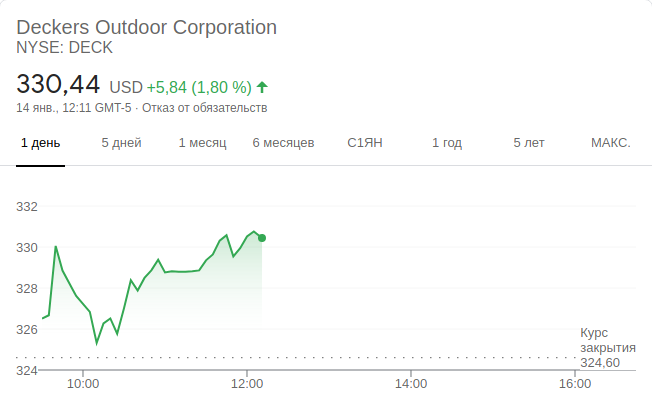 Deckers Outdoor Corporation
NYSE: DECK
330,44 USD +5,84 (1,80 %)
14 янв., 12:11 GMT-5 · Отказ от обязательств
1 день 5 дней 1 месяц 6 месяцев С1ЯН 1 год 5 лет МАКС.
332
330
328
326
324
Курс
закрытия
324,60
10:00 12:00 14:00 16:00